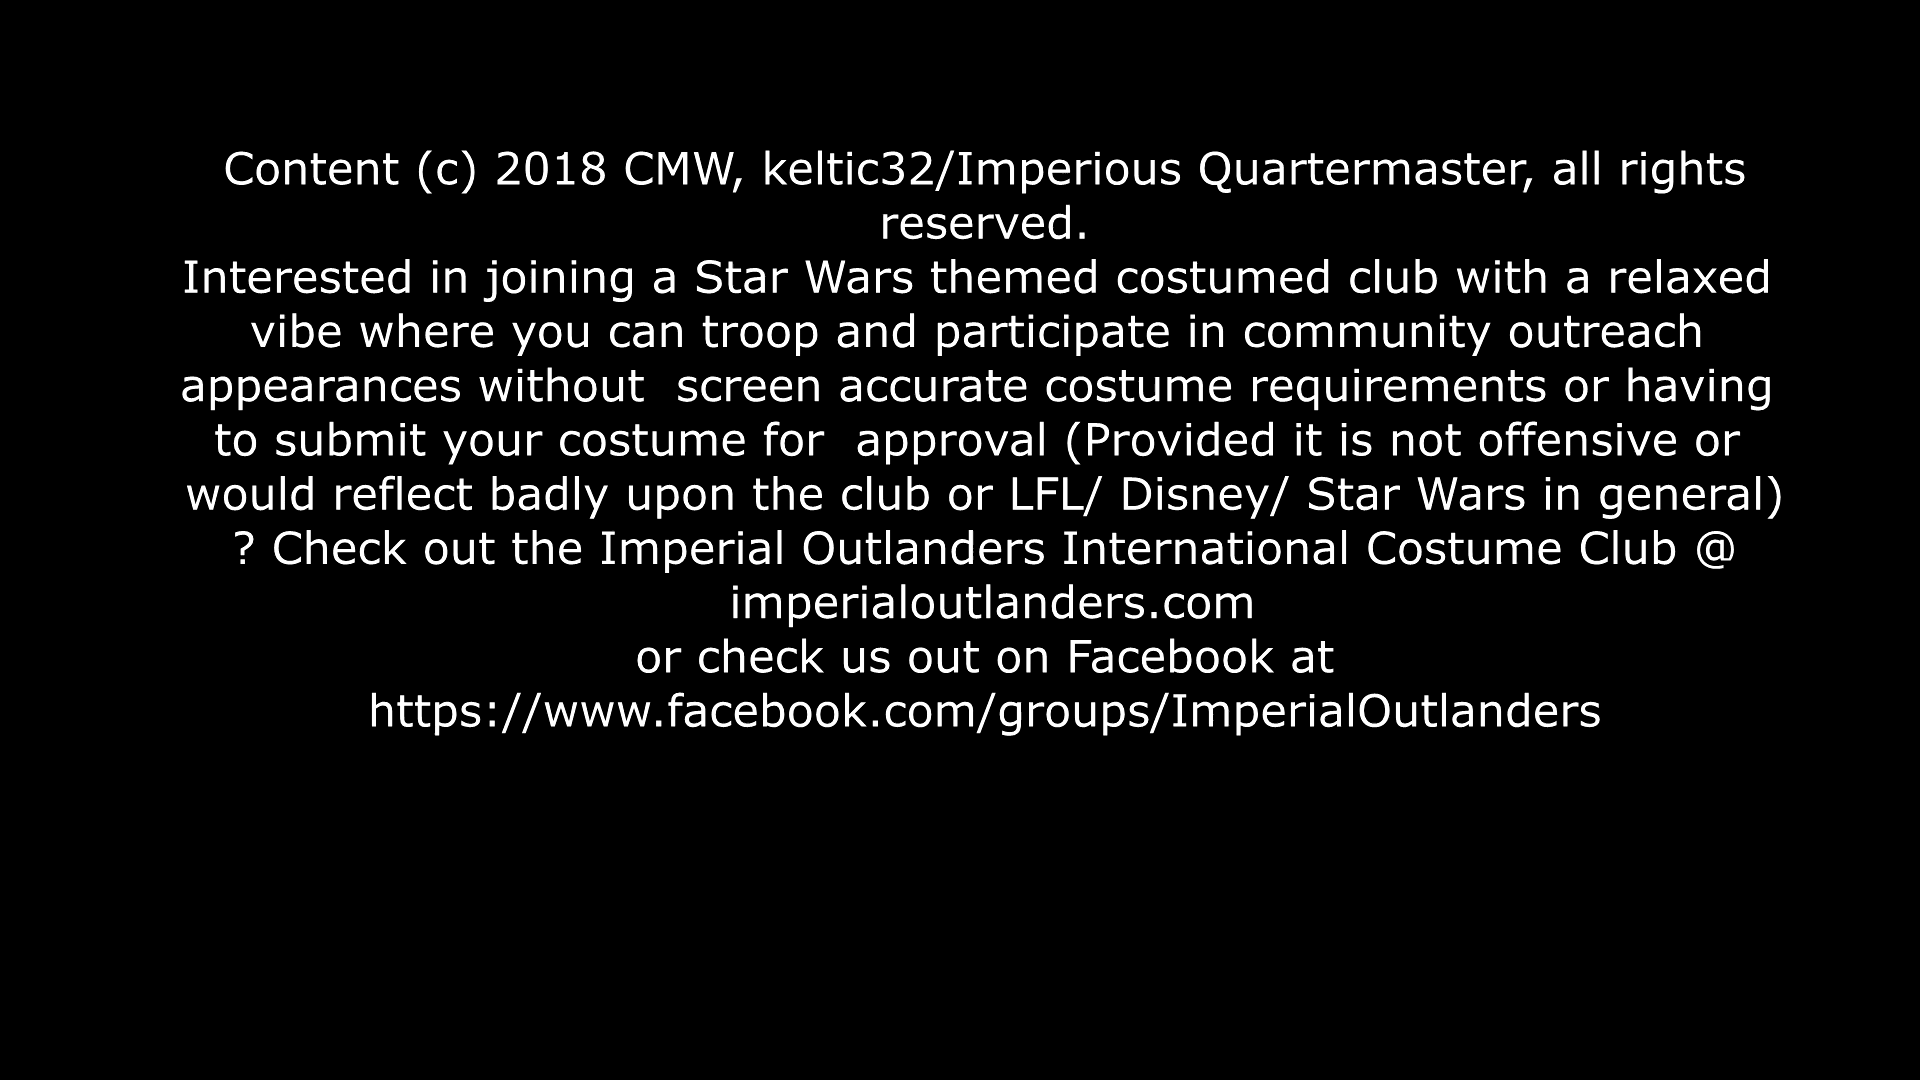 Content (c) 2018 CMW, keltic32/Imperious Quartermaster, all rights
reserved.
Interested in joining a Star Wars themed costumed club with a relaxed
vibe where you can troop and participate in community outreach
appearances without  screen accurate costume requirements or having
to submit your costume for  approval (Provided it is not offensive or
would reflect badly upon the club or LFL/ Disney/ Star Wars in general)
? Check out the Imperial Outlanders International Costume Club @
imperialoutlanders.com
or check us out on Facebook at
https://www.facebook.com/groups/ImperialOutlanders